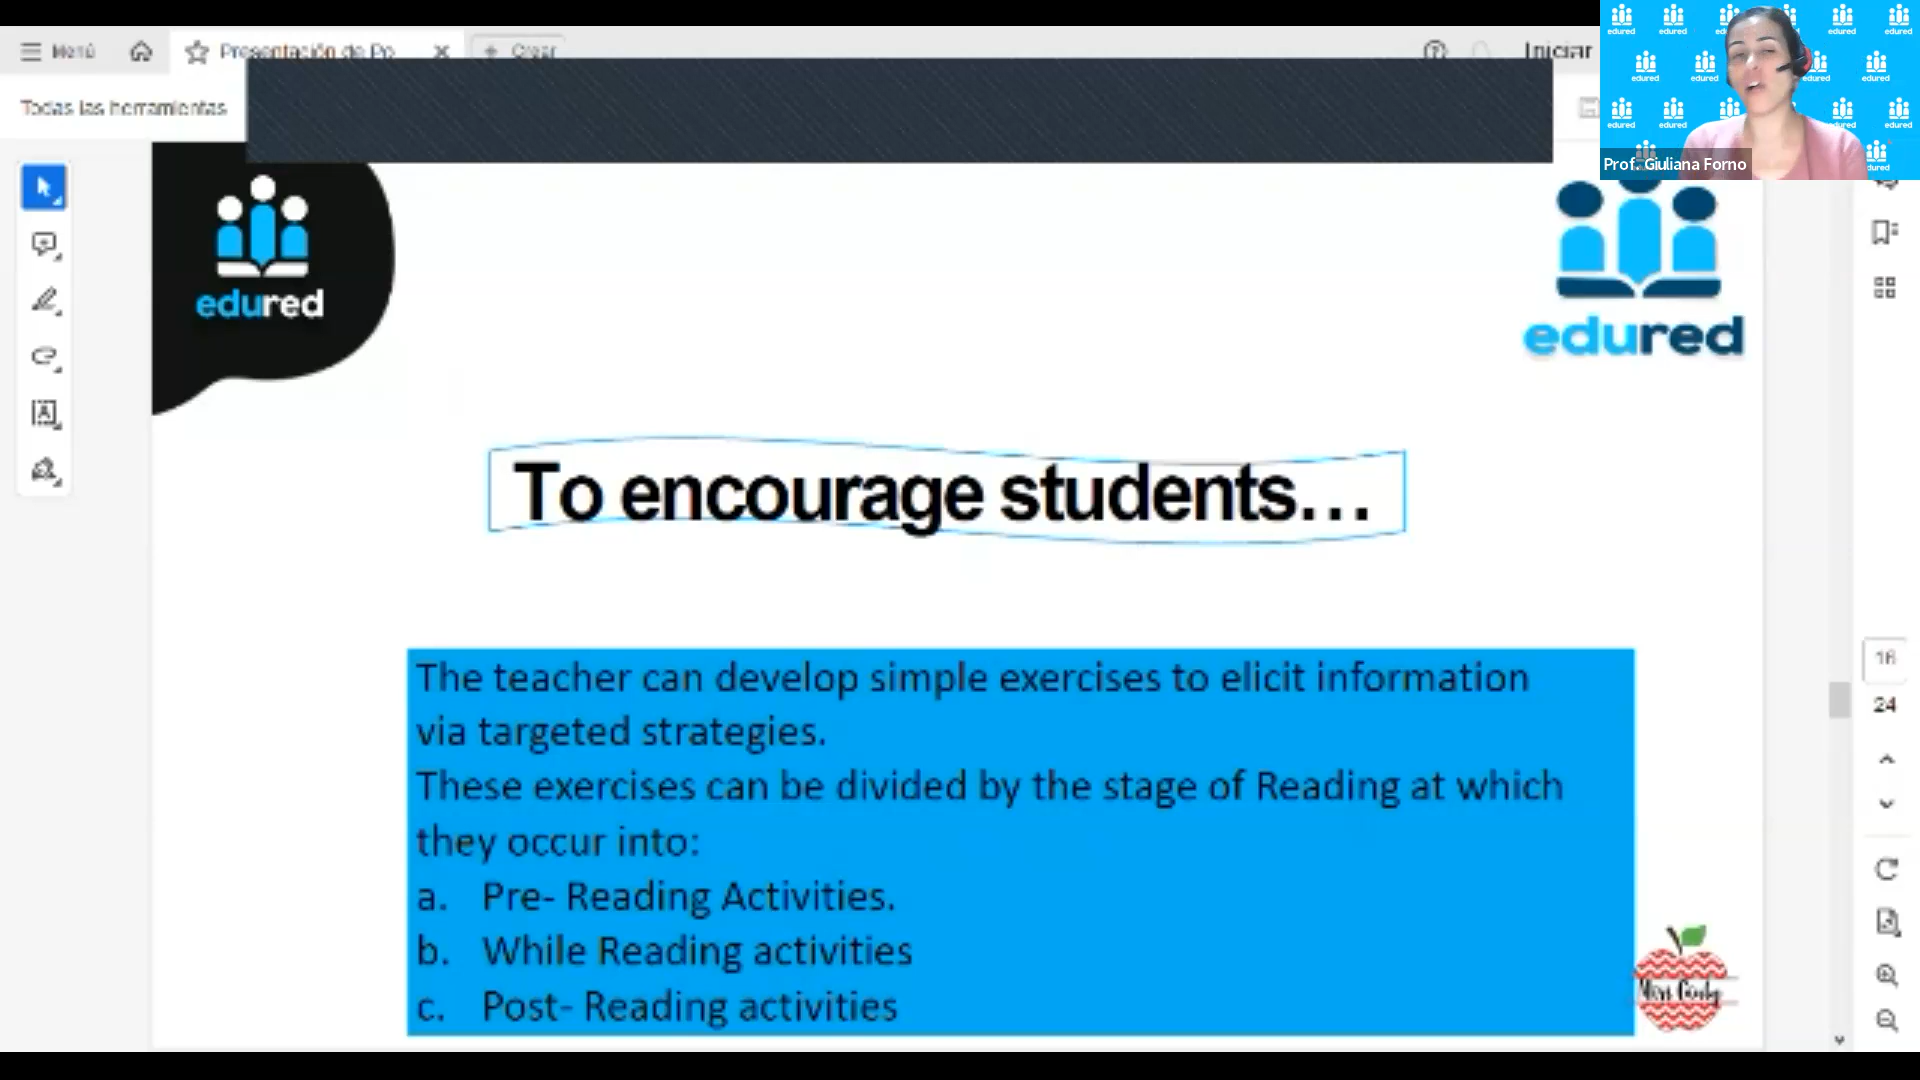 Menú
Presentación de Po
Crear
Iniciar
Todas las herramientas
edured
edured
Prof. Giuliana Forno
To encourage students...
The teacher can develop simple exercises to elicit information
via targeted strategies.
These exercises can be divided by the stage of Reading at which
they occur into:
a. Pre- Reading Activities.
b. While Reading activities
c. Post- Reading activities
16
24